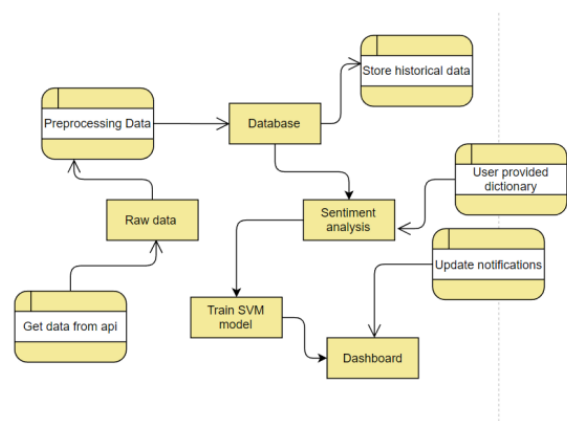 Store historical data
Preprocessing Data
Database
User provided
dictionary
Raw data
Sentiment
analysis
Update notifications
Get data from api
Train SVM
model
Dashboard